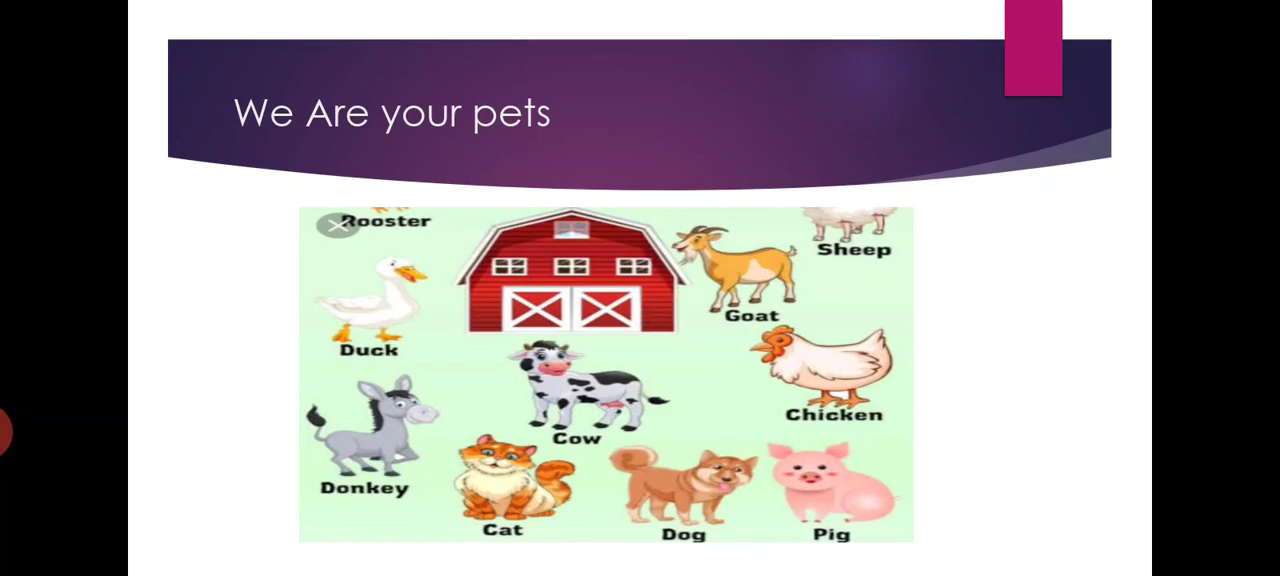 We Are your pets
Rooster
Sheep
Goat
Duck
Chicken
Cow
Donkey
Cat
Dog
Pig